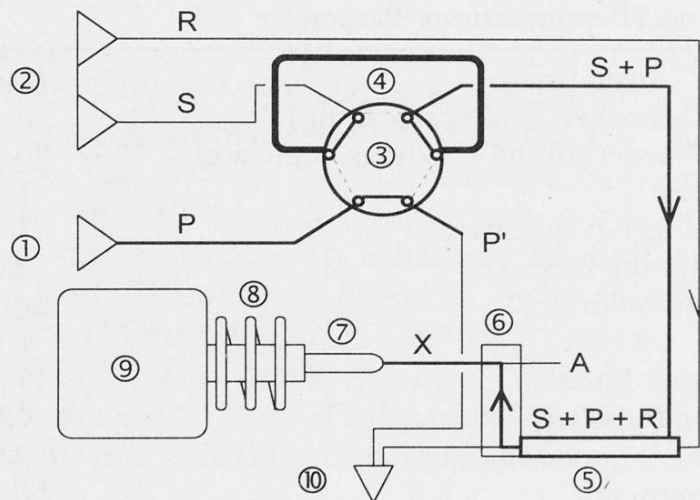 R
② ④ S + P
S
③
① P P'
⑧ ⑥
⑦ X A
⑨
S + P + R
⑩ ⑤